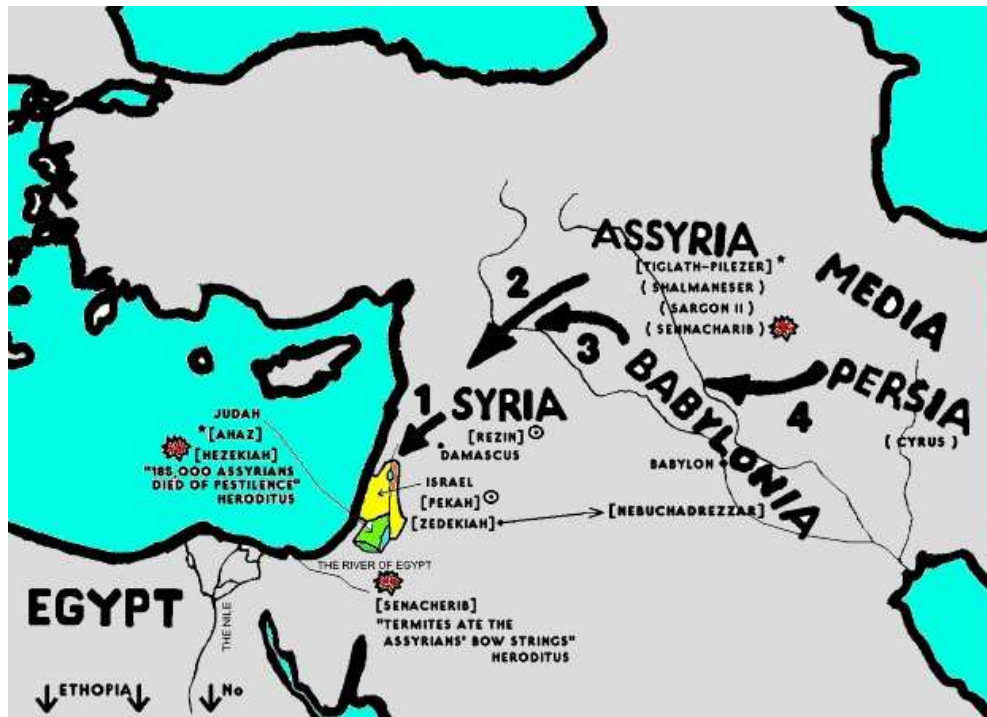 ASSYRIA
[TIGLATH-PILEZER] *
( SHALMANESER )
( SARGON II )
( SENNACHARIB )
MEDIA
2
3
BABYLONIA
PERSIA
( CYRUS )
4
1
SYRIA
[REZIN]
DAMASCUS
JUDAH
*[AHAZ]
[HEZEKIAH]
"185,000 ASSYRIANS
DIED OF PESTILENCE"
HERODITUS
BABYLON
ISRAEL
[PEKAH]
[ZEDEKIAH]
[NEBUCHADREZZAR]
THE RIVER OF EGYPT
[SENACHERIB]
"TERMITES ATE THE
ASSYRIANS' BOW STRINGS"
HERODITUS
EGYPT
THE NILE
ETHOPIA
No